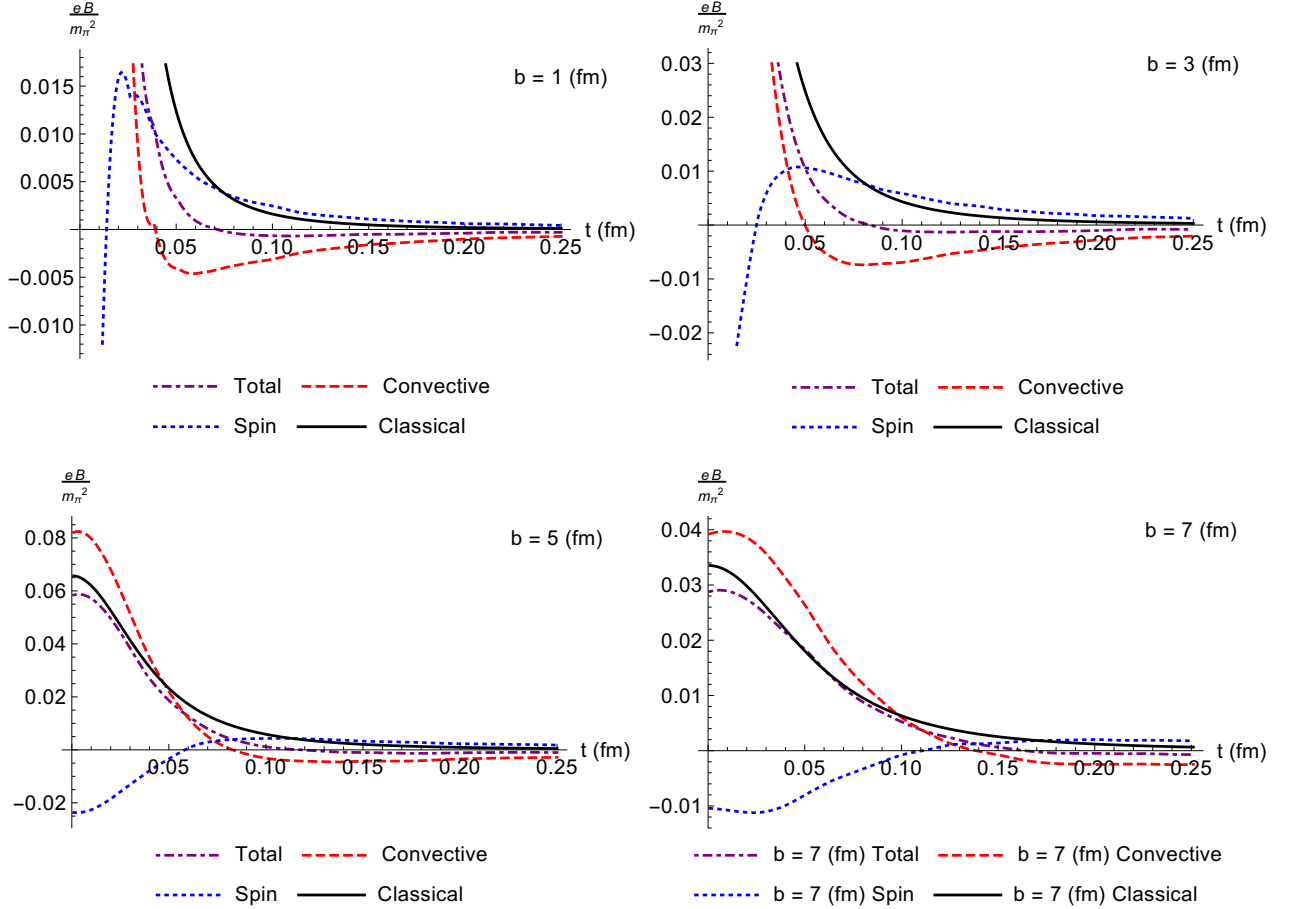 eB
mπ²
0.015
0.010
0.005
−0.005
−0.010
0.05
0.10
0.15
0.20
0.25
t (fm)
b = 1 (fm)
Total
Convective
Spin
Classical
eB
mπ²
0.03
0.02
0.01
−0.01
−0.02
0.05
0.10
0.15
0.20
0.25
t (fm)
b = 3 (fm)
Total
Convective
Spin
Classical
eB
mπ²
0.08
0.06
0.04
0.02
−0.02
0.05
0.10
0.15
0.20
0.25
t (fm)
b = 5 (fm)
Total
Convective
Spin
Classical
eB
mπ²
0.04
0.03
0.02
0.01
−0.01
0.05
0.10
0.15
0.20
0.25
t (fm)
b = 7 (fm)
b = 7 (fm) Total
b = 7 (fm) Convective
b = 7 (fm) Spin
b = 7 (fm) Classical